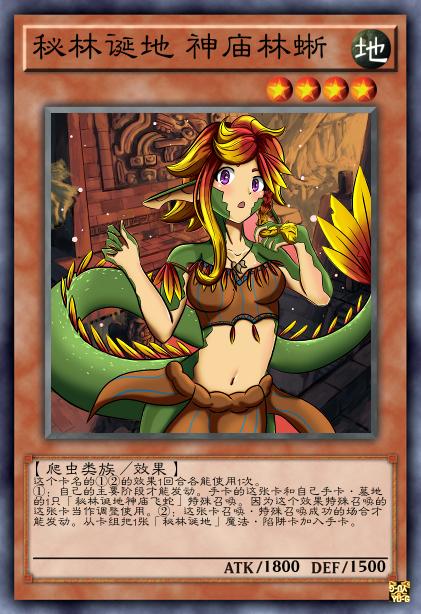 秘林诞地 神庙林蜥
地
【爬虫类族／效果】
这个卡名的①②的效果1回合各能使用1次。
①：自己的主要阶段才能发动。手卡的这张卡和自己手卡·墓地
的1只「秘林诞地神庙飞蛇」特殊召唤。因为这个效果特殊召唤的
这张卡当作调整使用。②：这张卡召唤·特殊召唤成功的场合才
能发动。从卡组把1张「秘林诞地」魔法·陷阱卡加入手卡。
ATK/1800 DEF/1500